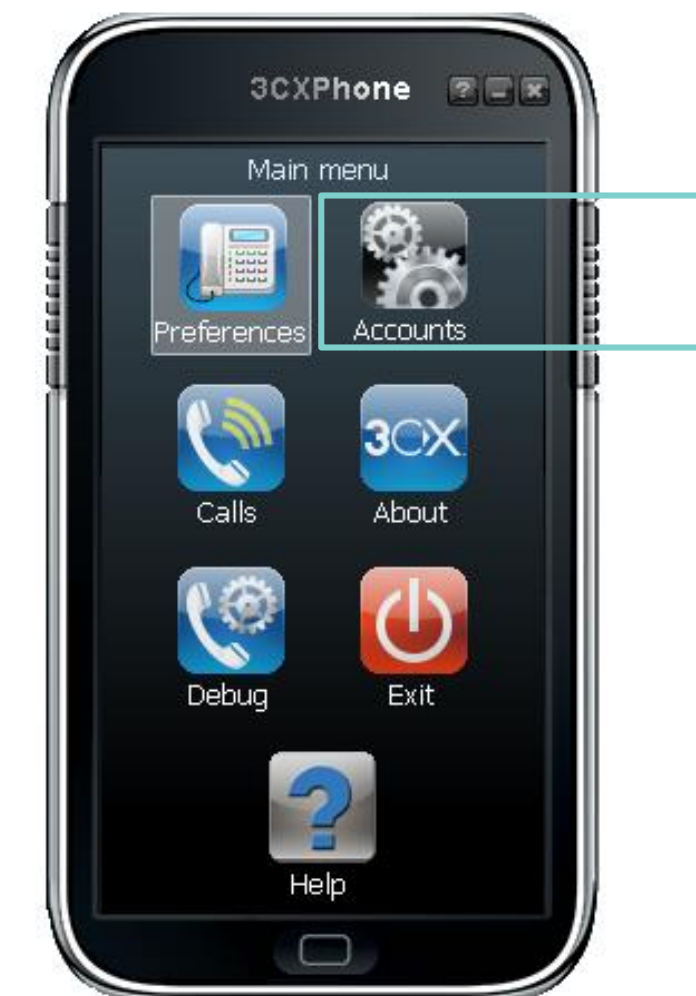 3CXPhone
Main menu
Preferences
Accounts
Calls
3CX
About
Debug
Exit
?
Help